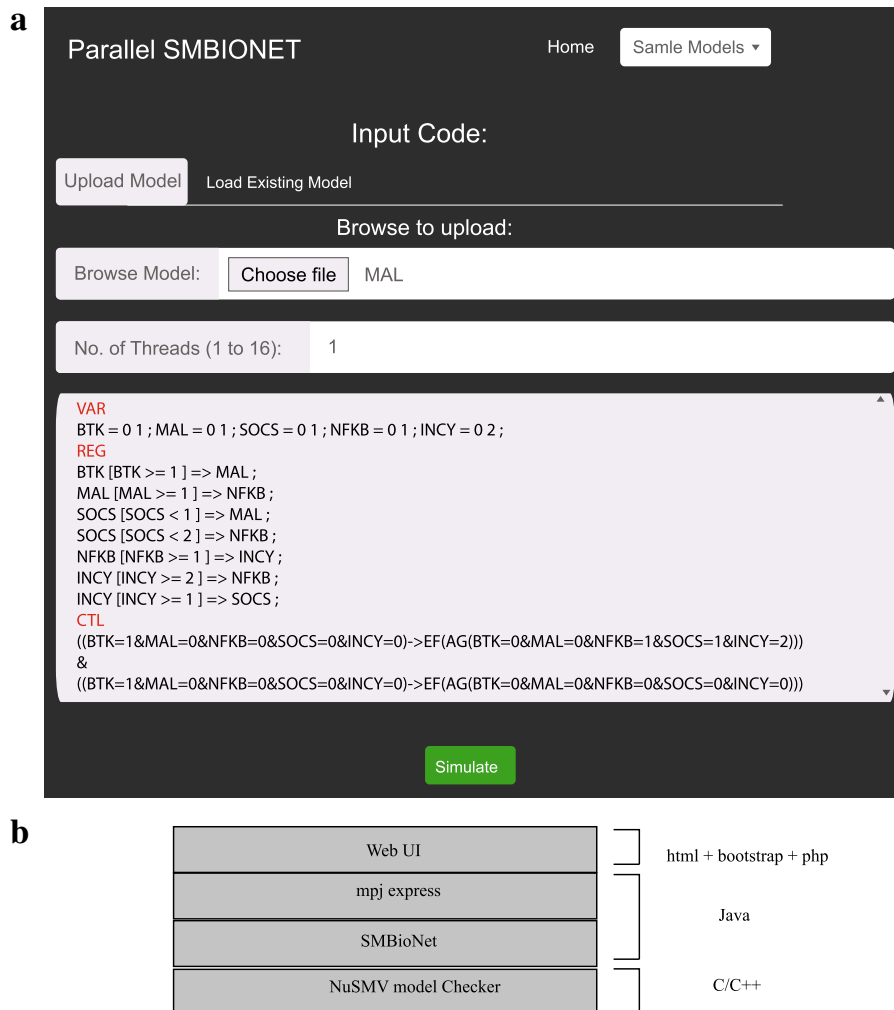 a
Parallel SMBIONET
Home
Samle Models
Input Code:
Upload Model
Load Existing Model
Browse to upload:
Browse Model:
Choose file
MAL
No. of Threads (1 to 16):
1
VAR
BTK = 0 1 ; MAL = 0 1 ; SOCS = 0 1 ; NFKB = 0 1 ; INCY = 0 2 ;
REG
BTK [BTK >= 1 ] => MAL ;
MAL [MAL >= 1 ] => NFKB ;
SOCS [SOCS < 1 ] => MAL ;
SOCS [SOCS < 2 ] => NFKB ;
NFKB [NFKB >= 1 ] => INCY ;
INCY [INCY >= 2 ] => NFKB ;
INCY [INCY >= 1 ] => SOCS ;
CTL
((BTK=1&MAL=0&NFKB=0&SOCS=0&INCY=0)->EF(AG(BTK=0&MAL=0&NFKB=1&SOCS=1&INCY=2)))
&
((BTK=1&MAL=0&NFKB=0&SOCS=0&INCY=0)->EF(AG(BTK=0&MAL=0&NFKB=0&SOCS=0&INCY=0)))
Simulate
b
Web UI
html + bootstrap + php
mpj express
Java
SMBioNet
NuSMV model Checker
C/C++